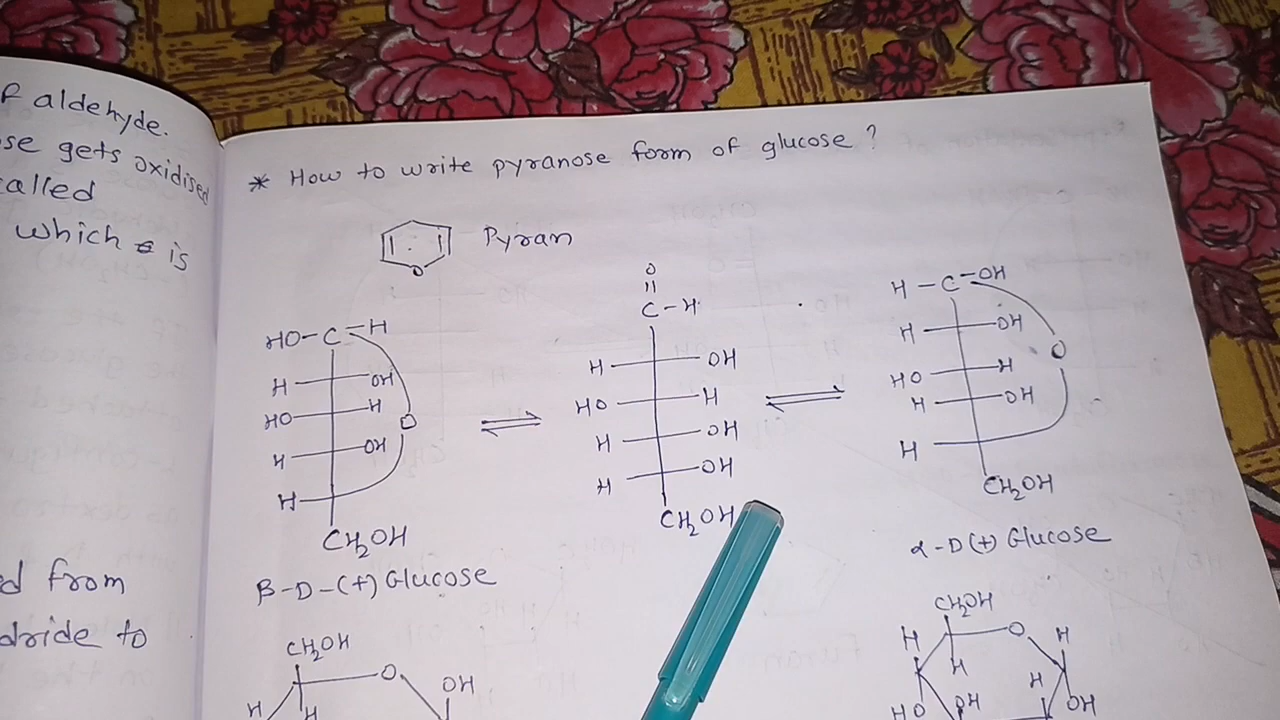 f aldehyde.
se gets oxidised
called
which is
d from
dride to
* How to write pyranose form of glucose ?
O
Pyran
HO-C-H
H OH
HO H
H OH
H
O
CH2OH
β-D-(+) Glucose
O
C-H
H OH
HO H
H OH
H OH
CH2OH
H-C-OH
H OH
HO H
H OH
H
O
CH2OH
α-D(+) Glucose
CH2OH
O
OH
H H
CH2OH
O
H H
H
H
HO OH OH